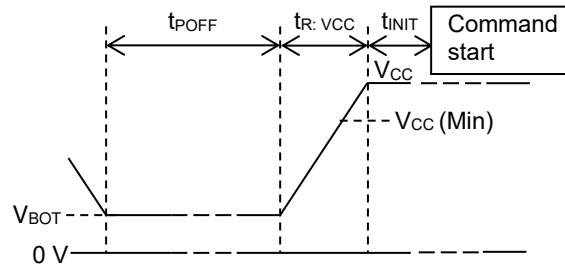 tPOFF tR: VCC tINIT Command
start
VCC
VCC (Min)
VBOT
0 V